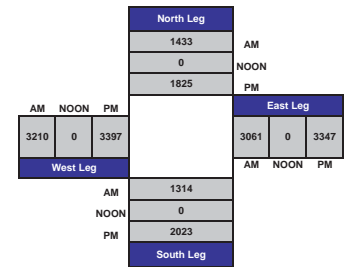 North Leg
1433 AM
0 NOON
1825 PM
AM NOON PM
East Leg
3210 0 3397
3061 0 3347
West Leg
AM NOON PM
AM 1314
NOON 0
PM 2023
South Leg